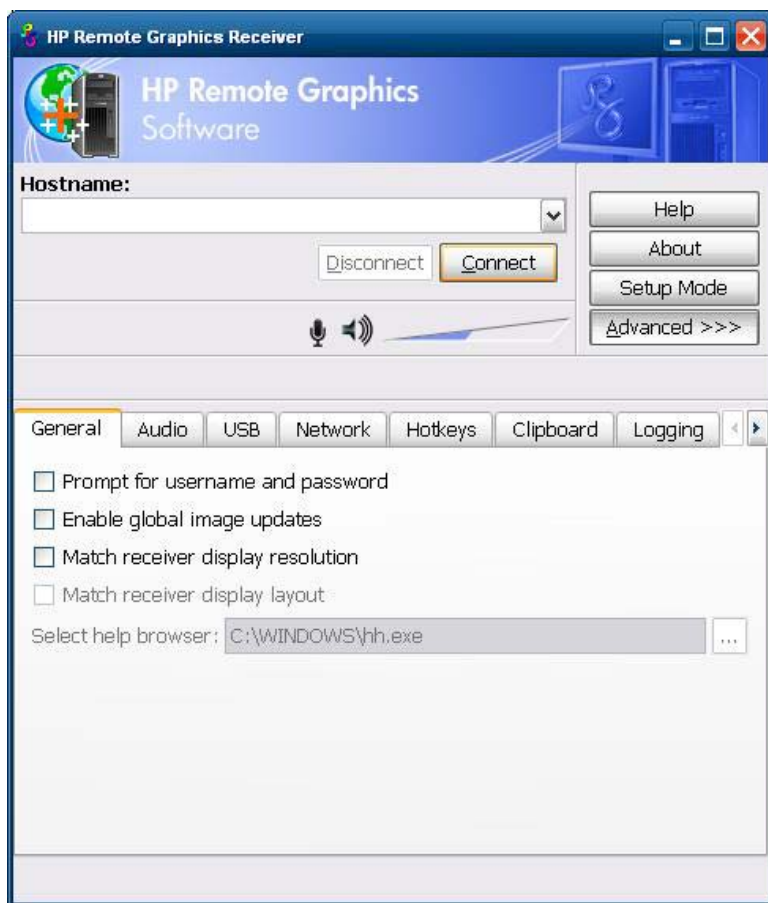 HP Remote Graphics Receiver
HP Remote Graphics
Software
Hostname:
Disconnect Connect
Help
About
Setup Mode
Advanced >>>
General Audio USB Network Hotkeys Clipboard Logging
Prompt for username and password
Enable global image updates
Match receiver display resolution
Match receiver display layout
Select help browser: C:\WINDOWS\hh.exe ...